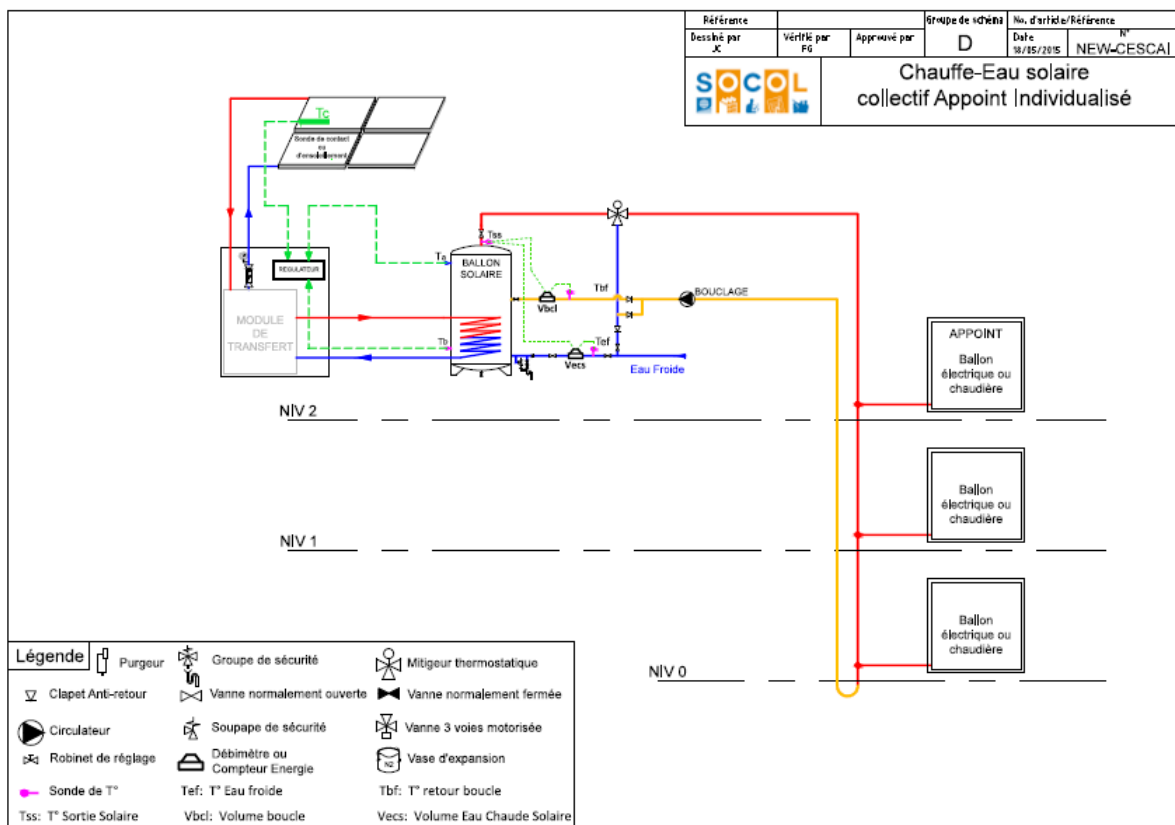 Référence
Groupe de schéma
No. d'article/Référence
Dessiné par
JC
Vérifié par
FG
Approuvé par
D
Date
18/05/2015
N°
NEW-CESCAI
SOCOL
Chauffe-Eau solaire
collectif Appoint Individualisé
Tc
Sonde de contact
ou
d'ensoleillement
REGULATEUR
MODULE
DE
TRANSFERT
Ta
Tb
Tss
BALLON
SOLAIRE
Vbcl
Tbf
BOUCLAGE
Tef
Vecs
Eau Froide
APPOINT
Ballon
électrique ou
chaudière
NIV 2
Ballon
électrique ou
chaudière
NIV 1
Ballon
électrique ou
chaudière
NIV 0
Légende
Purgeur
Groupe de sécurité
Mitigeur thermostatique
Clapet Anti-retour
Vanne normalement ouverte
Vanne normalement fermée
Circulateur
Soupape de sécurité
Vanne 3 voies motorisée
Robinet de réglage
Débimètre ou
Compteur Energie
N2
Vase d'expansion
Sonde de T°
Tef: T° Eau froide
Tbf: T° retour boucle
Tss: T° Sortie Solaire
Vbcl: Volume boucle
Vecs: Volume Eau Chaude Solaire